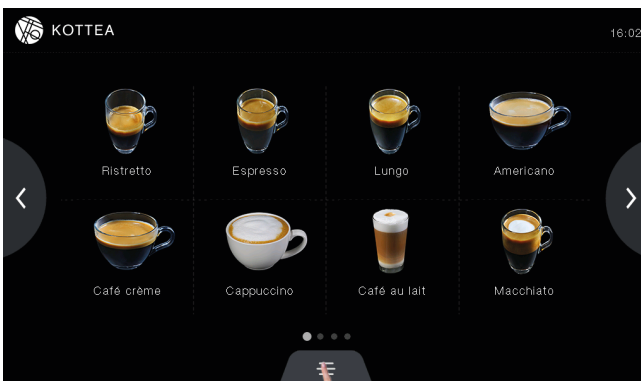 KOTTEA
16:02
Ristretto
Espresso
Lungo
Americano
Café crème
Cappuccino
Café au lait
Macchiato